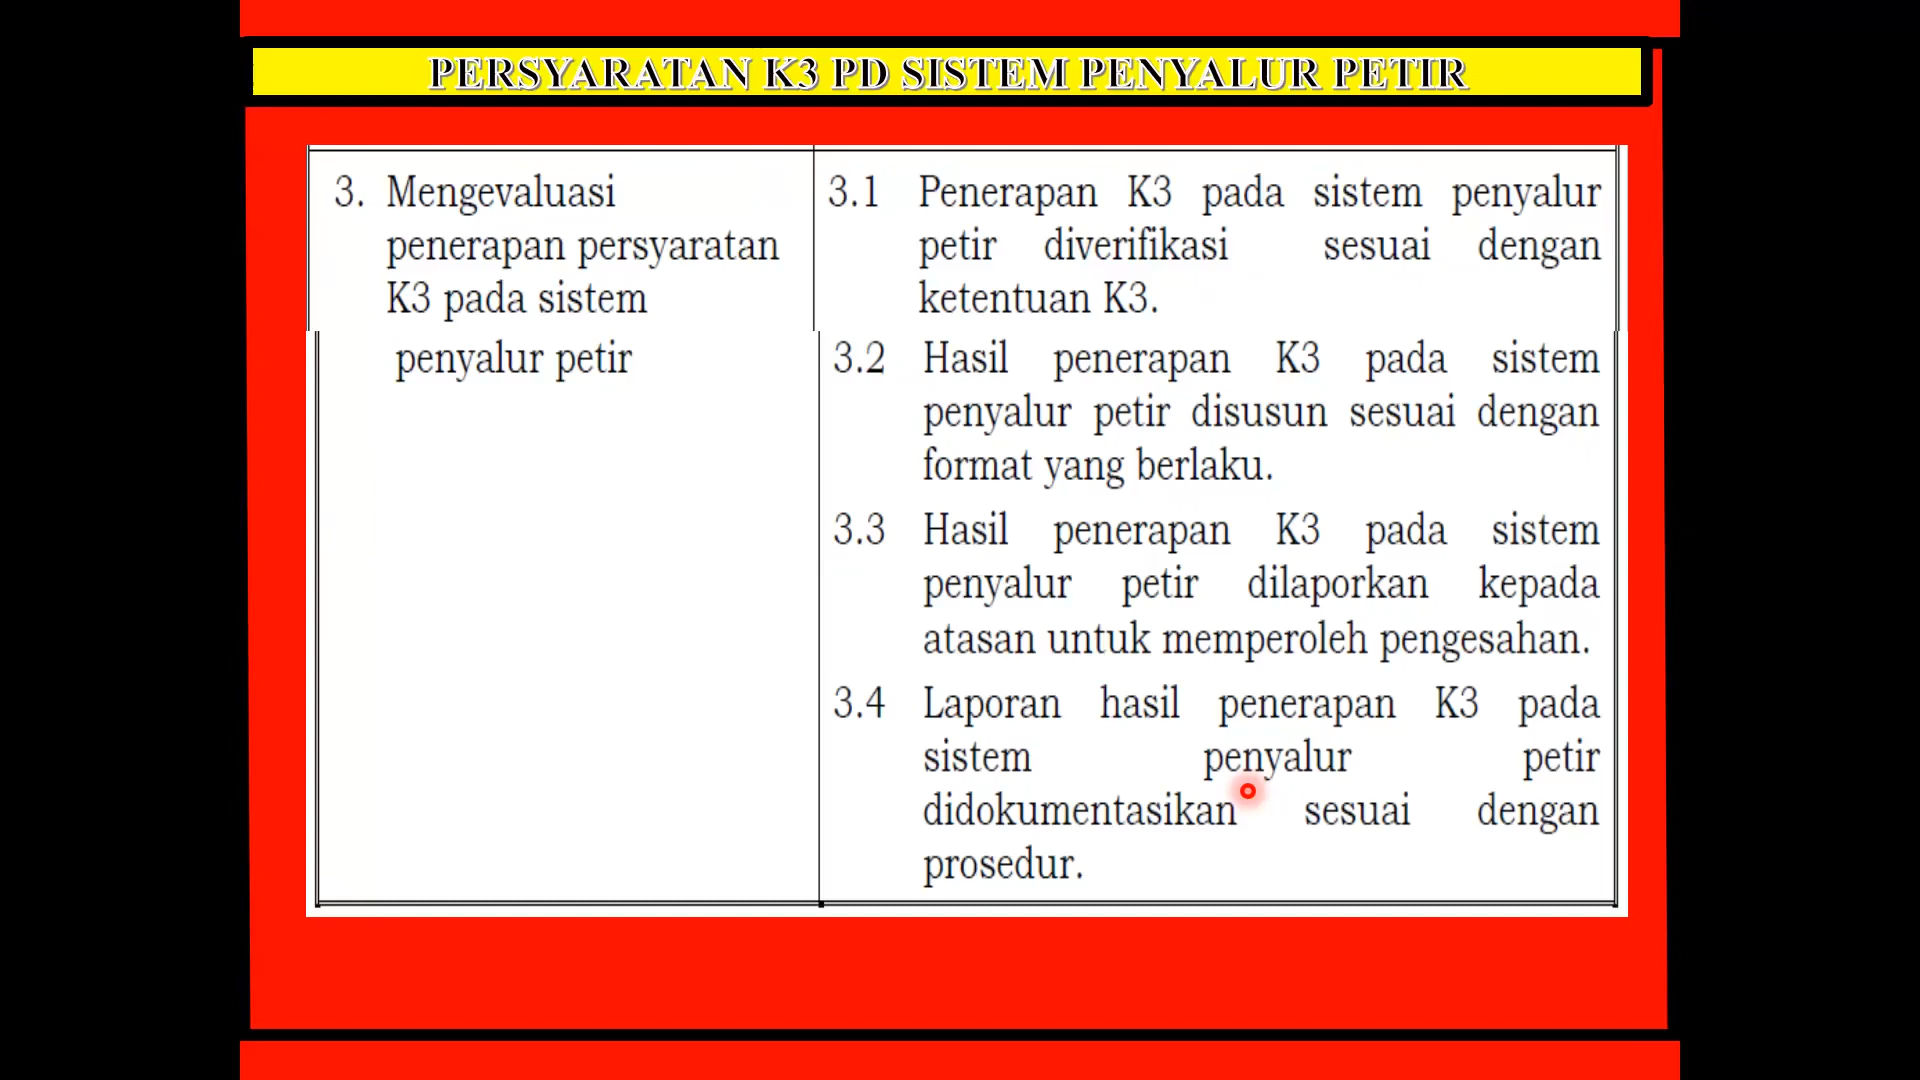 PERSYARATAN K3 PD SISTEM PENYALUR PETIR
3. Mengevaluasi
penerapan persyaratan
K3 pada sistem
penyalur petir
3.1 Penerapan K3 pada sistem penyalur
petir diverifikasi sesuai dengan
ketentuan K3.
3.2 Hasil penerapan K3 pada sistem
penyalur petir disusun sesuai dengan
format yang berlaku.
3.3 Hasil penerapan K3 pada sistem
penyalur petir dilaporkan kepada
atasan untuk memperoleh pengesahan.
3.4 Laporan hasil penerapan K3 pada
sistem penyalur petir
didokumentasikan sesuai dengan
prosedur.